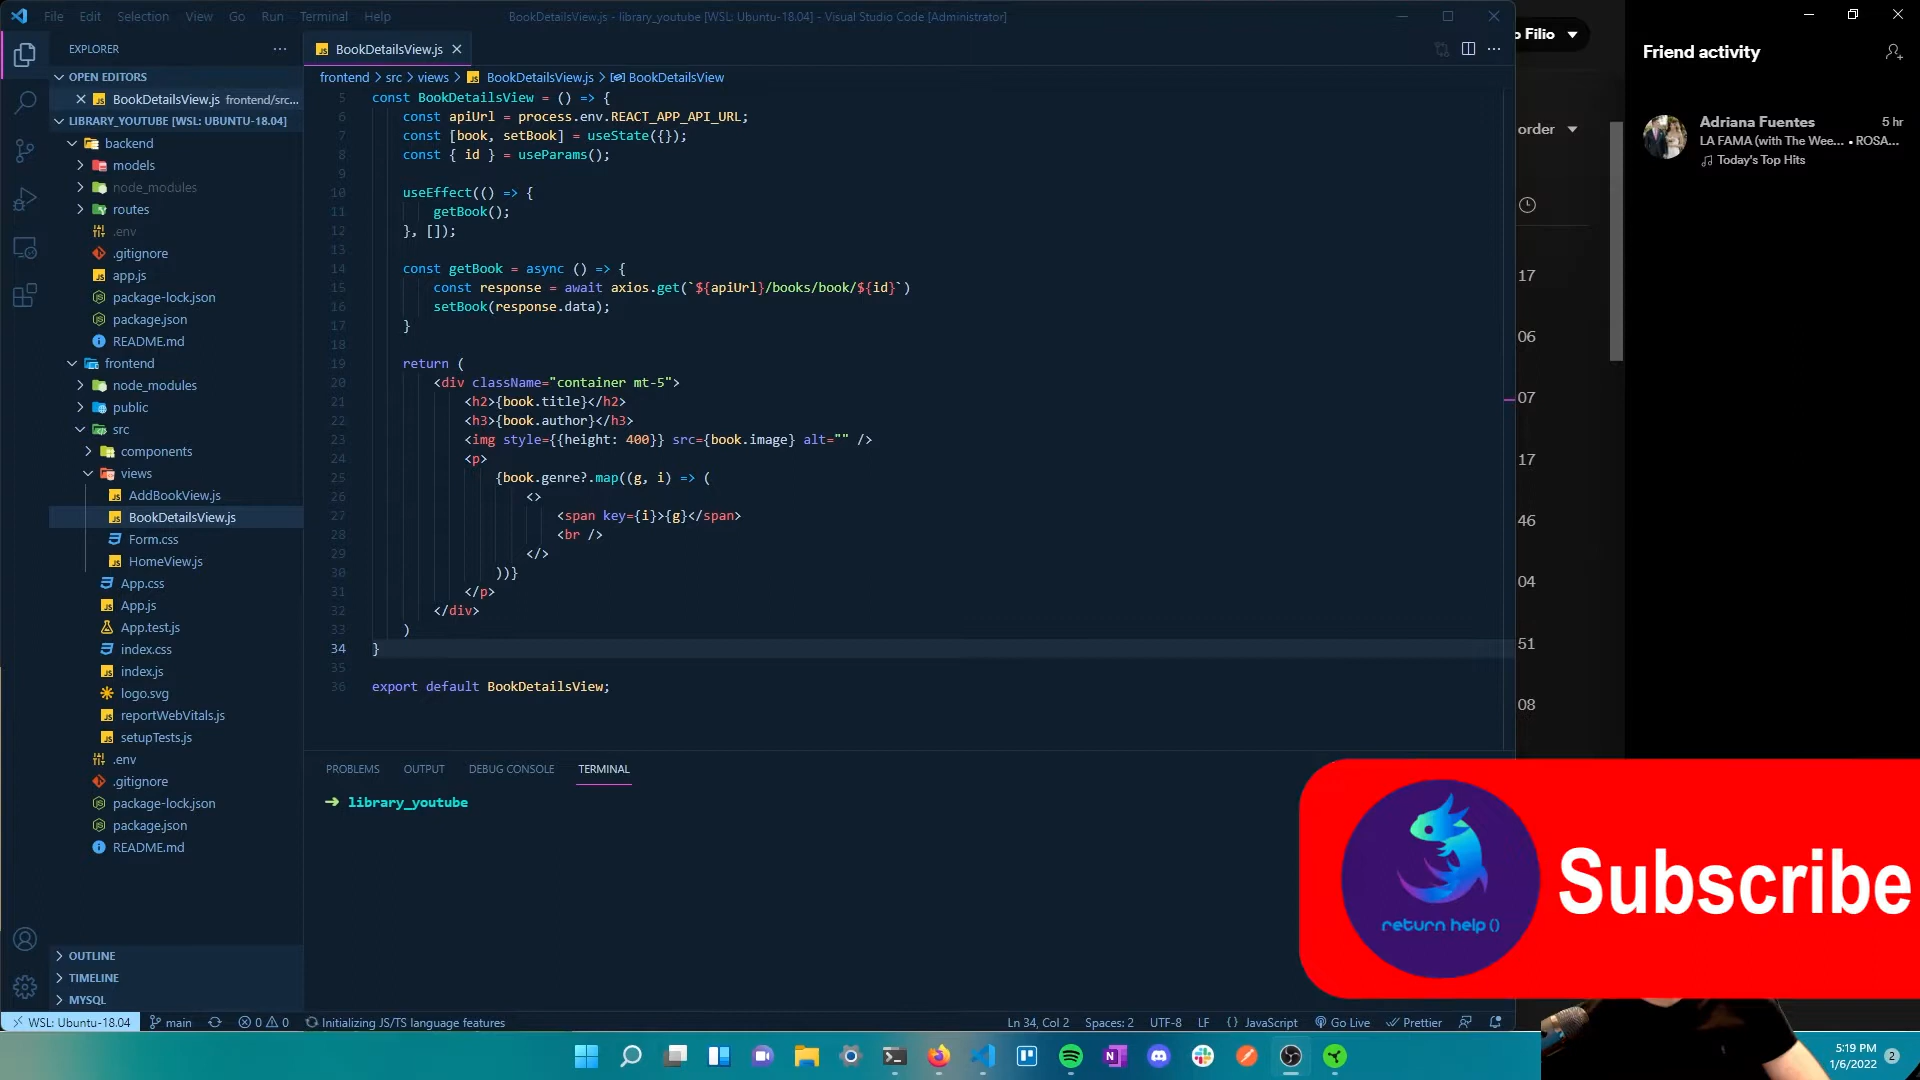 File Edit Selection View Go Run Terminal Help
BookDetailsView.js - library_youtube [WSL: Ubuntu-18.04] - Visual Studio Code [Administrator]
EXPLORER
OPEN EDITORS
BookDetailsView.js frontend/src...
LIBRARY_YOUTUBE [WSL: UBUNTU-18.04]
backend
models
node_modules
routes
.env
.gitignore
app.js
package-lock.json
package.json
README.md
frontend
node_modules
public
src
components
views
AddBookView.js
BookDetailsView.js
Form.css
HomeView.js
App.css
App.js
App.test.js
index.css
index.js
logo.svg
reportWebVitals.js
setupTests.js
.env
.gitignore
package-lock.json
package.json
README.md
OUTLINE
TIMELINE
MYSQL
BookDetailsView.js
frontend > src > views > BookDetailsView.js > BookDetailsView
5 const BookDetailsView = () => {
6 const apiUrl = process.env.REACT_APP_API_URL;
7 const [book, setBook] = useState({});
8 const { id } = useParams();
9
10 useEffect(() => {
11 getBook();
12 }, []);
13
14 const getBook = async () => {
15 const response = await axios.get(`${apiUrl}/books/book/${id}`)
16 setBook(response.data);
17 }
18
19 return (
20 <div className="container mt-5">
21 <h2>{book.title}</h2>
22 <h3>{book.author}</h3>
23 <img style={{height: 400}} src={book.image} alt="" />
24 <p>
25 {book.genre?.map((g, i) => (
26 <>
27 <span key={i}>{g}</span>
28 <br />
29 </>
30 ))}
31 </p>
32 </div>
33 )
34 }
35
36 export default BookDetailsView;
PROBLEMS OUTPUT DEBUG CONSOLE TERMINAL
➜ library_youtube
WSL: Ubuntu-18.04 main 0 0 Initializing JS/TS language features
Ln 34, Col 2 Spaces: 2 UTF-8 LF {} JavaScript Go Live Prettier
o Filio
order
17
06
07
17
46
04
51
08
Friend activity
Adriana Fuentes 5 hr
LA FAMA (with The Wee... • ROSA...
Today's Top Hits
return help ()
Subscribe
5:19 PM
1/6/2022
2